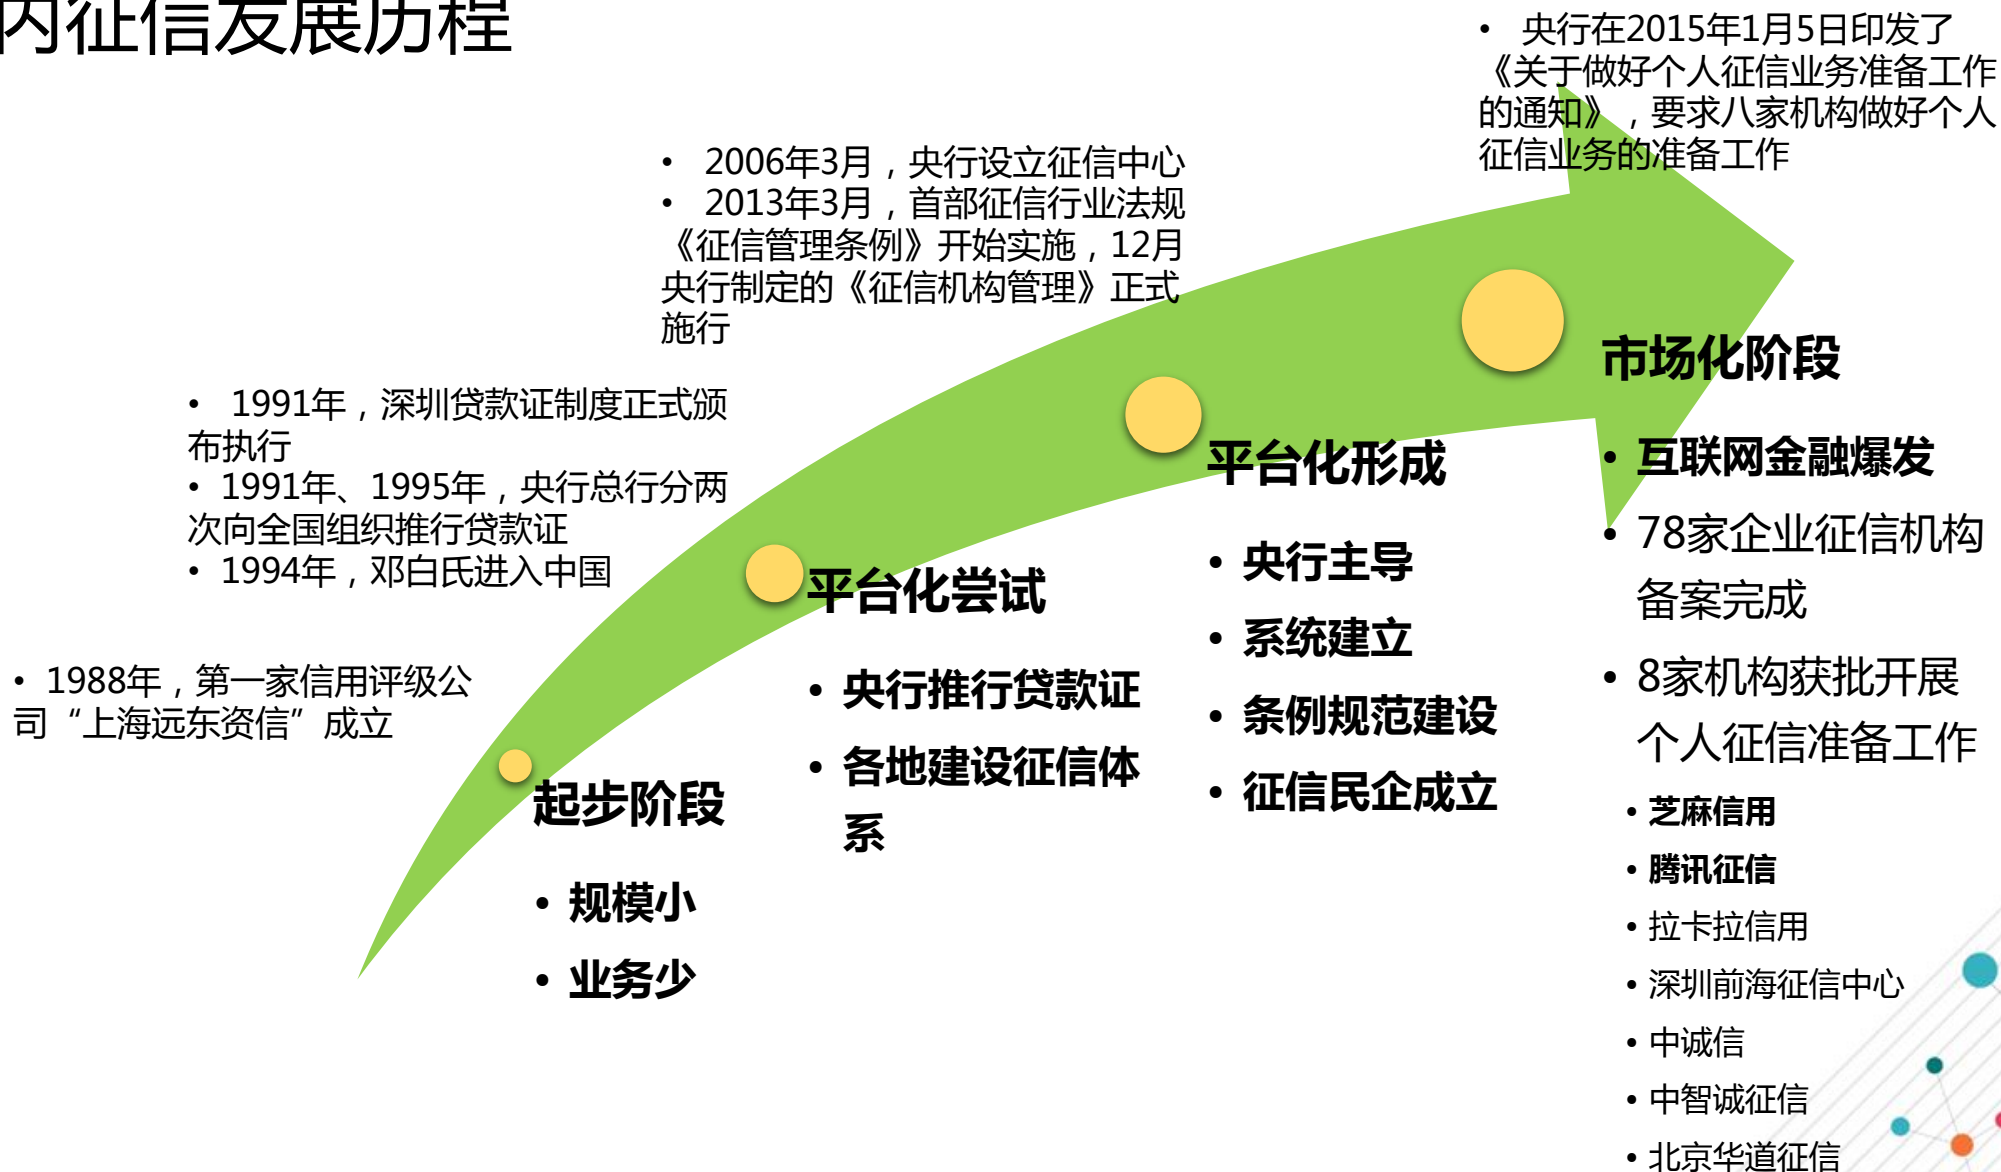 内征信发展历程
• 央行在2015年1月5日印发了
《关于做好个人征信业务准备工作
的通知》，要求八家机构做好个人
征信业务的准备工作
• 2006年3月，央行设立征信中心
• 2013年3月，首部征信行业法规
《征信管理条例》开始实施，12月
央行制定的《征信机构管理》正式
施行
• 1991年，深圳贷款证制度正式颁
布执行
• 1991年、1995年，央行总行分两
次向全国组织推行贷款证
• 1994年，邓白氏进入中国
• 1988年，第一家信用评级公
司“上海远东资信”成立
起步阶段
• 规模小
• 业务少
平台化尝试
• 央行推行贷款证
• 各地建设征信体
系
平台化形成
• 央行主导
• 系统建立
• 条例规范建设
• 征信民企成立
市场化阶段
• 互联网金融爆发
• 78家企业征信机构
备案完成
• 8家机构获批开展
个人征信准备工作
• 芝麻信用
• 腾讯征信
• 拉卡拉信用
• 深圳前海征信中心
• 中诚信
• 中智诚征信
• 北京华道征信